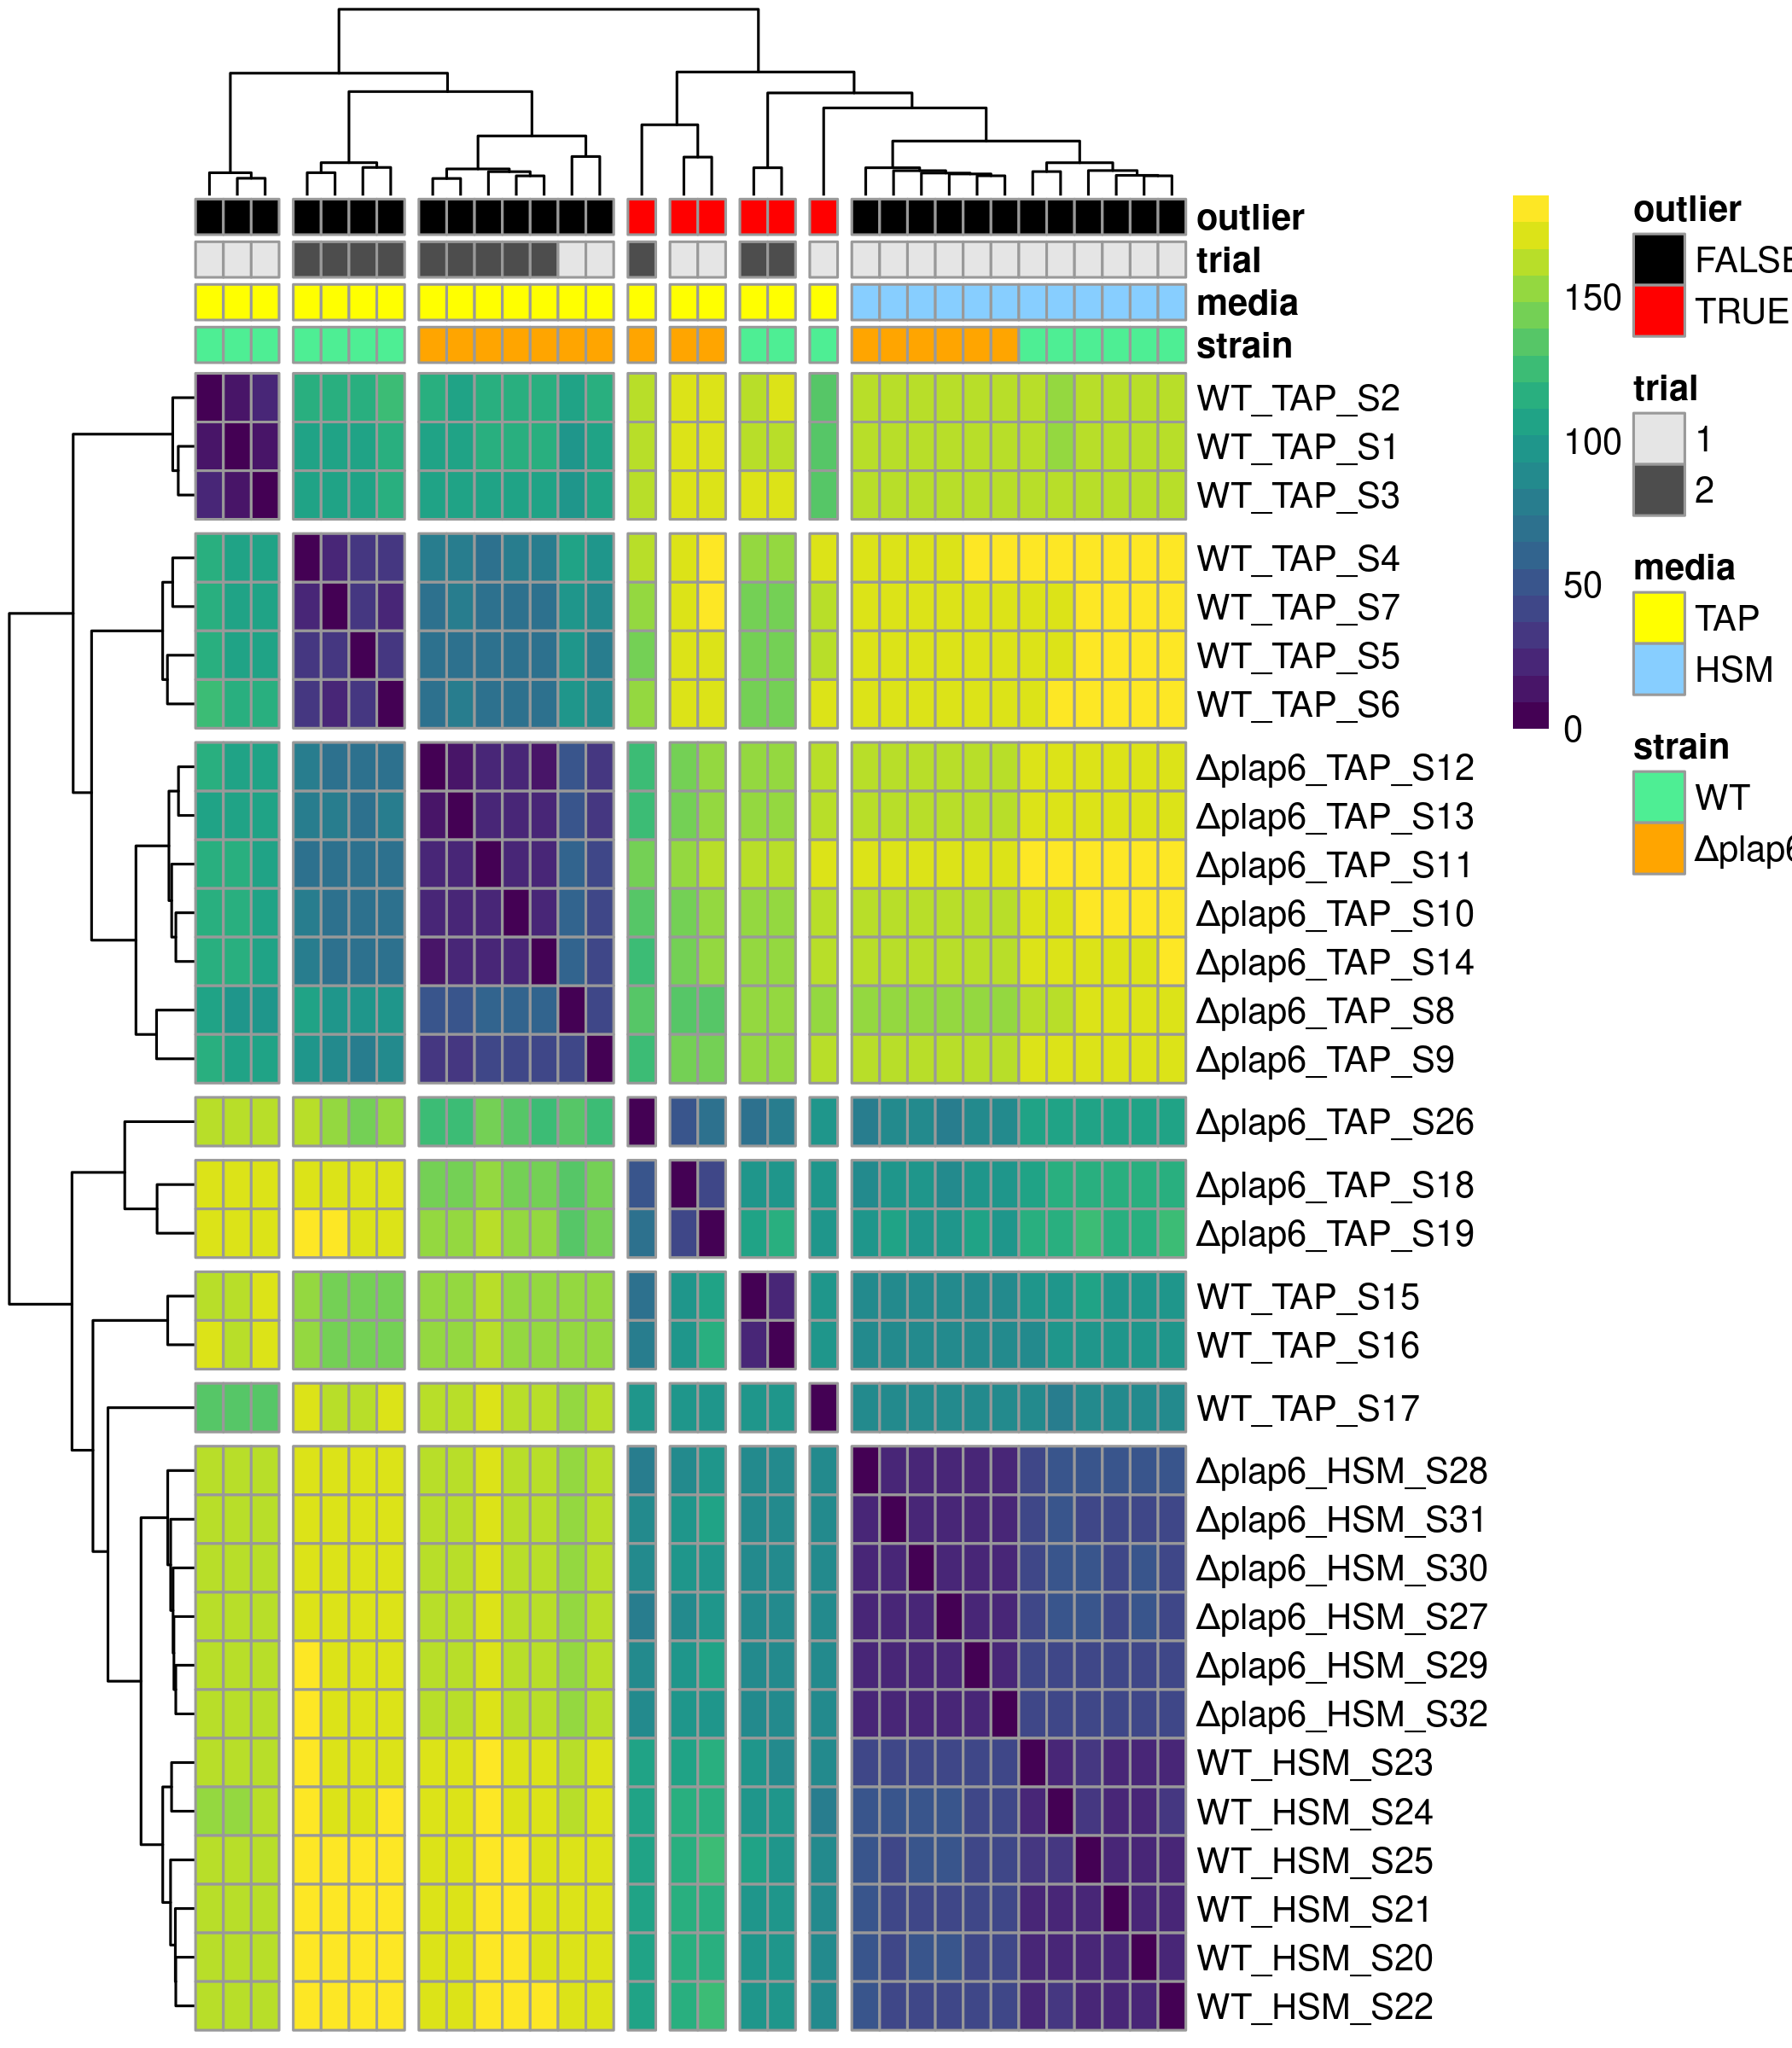 outlier
trial
media
strain
WT_TAP_S2
WT_TAP_S1
WT_TAP_S3
WT_TAP_S4
WT_TAP_S7
WT_TAP_S5
WT_TAP_S6
Δplap6_TAP_S12
Δplap6_TAP_S13
Δplap6_TAP_S11
Δplap6_TAP_S10
Δplap6_TAP_S14
Δplap6_TAP_S8
Δplap6_TAP_S9
Δplap6_TAP_S26
Δplap6_TAP_S18
Δplap6_TAP_S19
WT_TAP_S15
WT_TAP_S16
WT_TAP_S17
Δplap6_HSM_S28
Δplap6_HSM_S31
Δplap6_HSM_S30
Δplap6_HSM_S27
Δplap6_HSM_S29
Δplap6_HSM_S32
WT_HSM_S23
WT_HSM_S24
WT_HSM_S25
WT_HSM_S21
WT_HSM_S20
WT_HSM_S22
150
100
50
0
outlier
FALSE
TRUE
trial
1
2
media
TAP
HSM
strain
WT
Δplap6